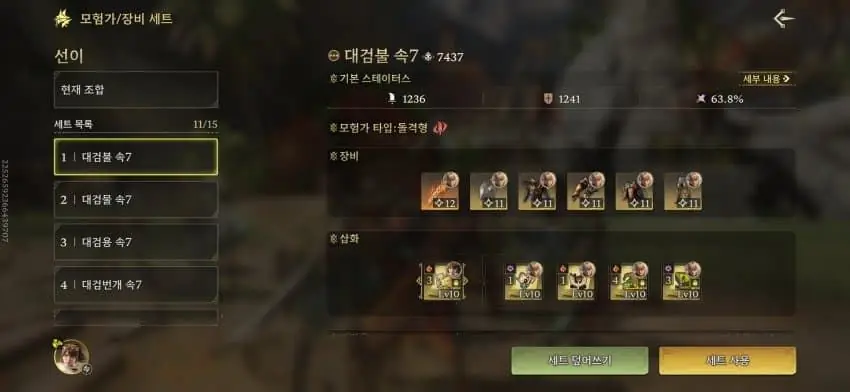 모험가/장비 세트
선이
현재 조합
세트 목록 11/15
1 | 대검불 속7
2 | 대검물 속7
3 | 대검용 속7
4 | 대검번개 속7
대검불 속7 7437
기본 스테이터스 세부 내용
1236 1241 63.8%
모험가 타입:돌격형
장비
12 11 11 11 11 11
삽화
3 Lv10 1 Lv10 1 Lv10 4 Lv10 3 Lv10
세트 덮어쓰기 세트 사용